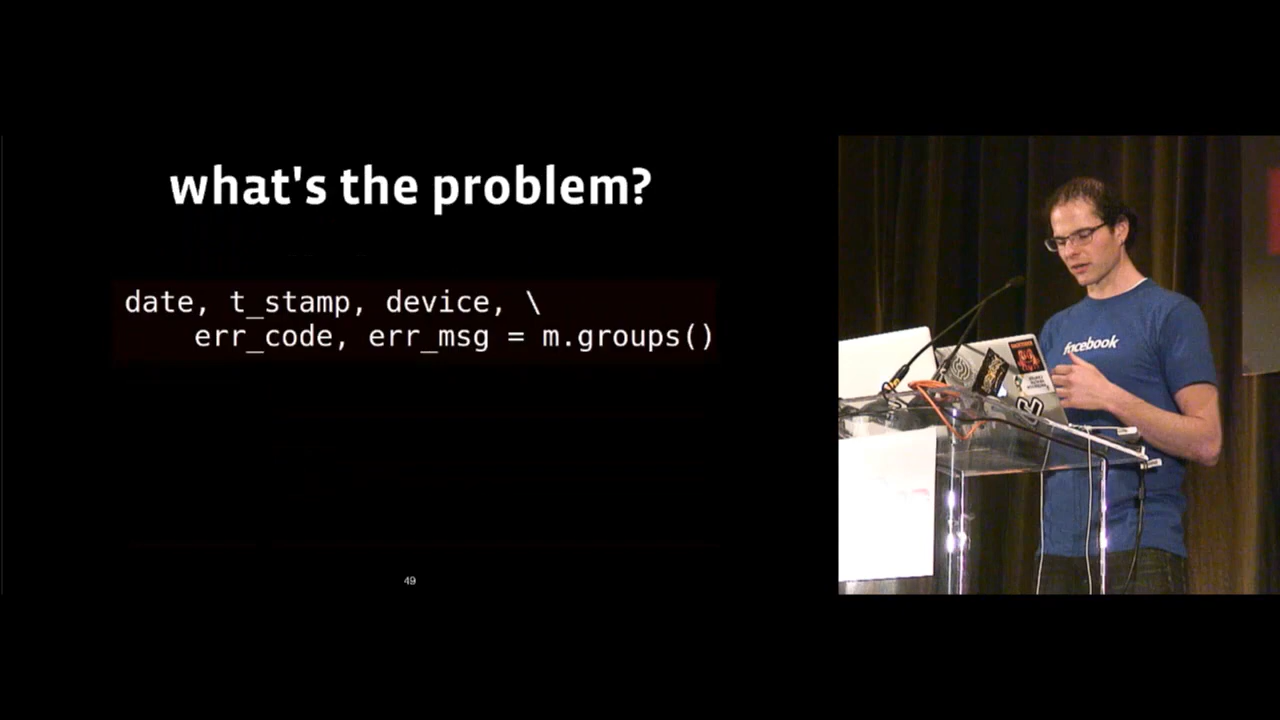 what's the problem?
date, t_stamp, device, \
err_code, err_msg = m.groups()
49
facebook